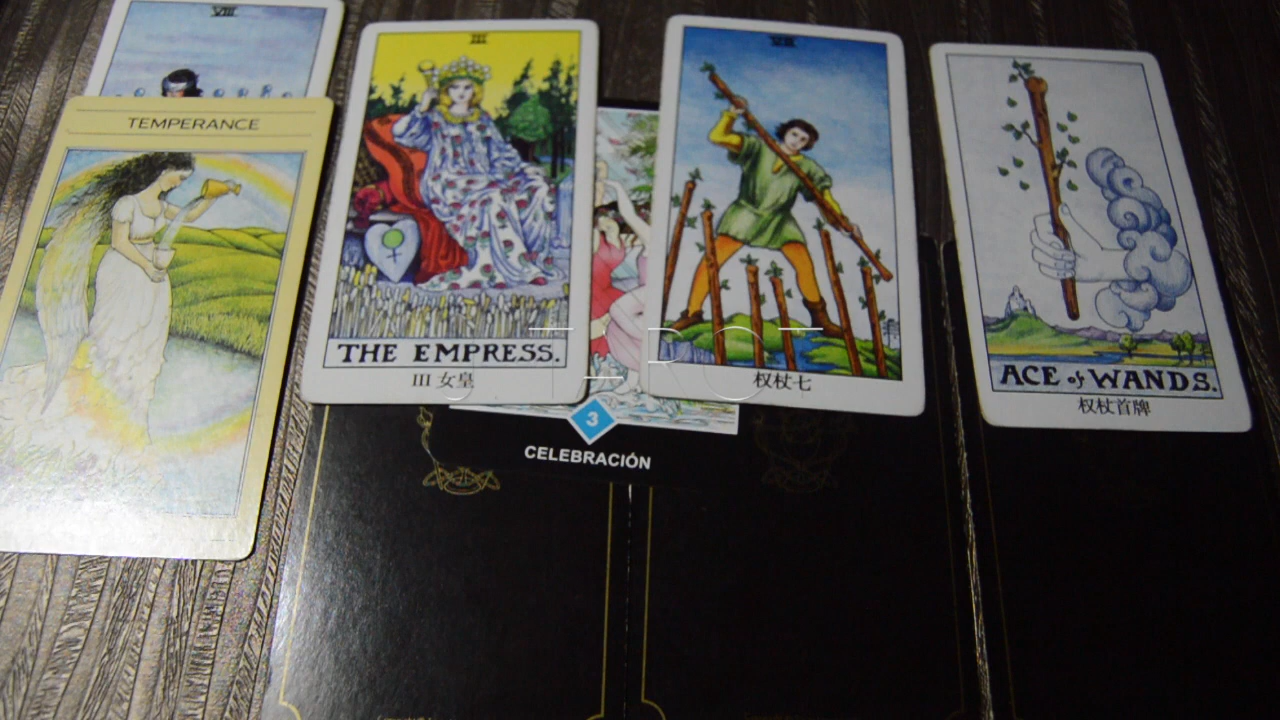 VIII
TEMPERANCE
III
THE EMPRESS.
III 女皇
VII
权杖七
ACE of WANDS.
权杖首牌
3
CELEBRACIÓN